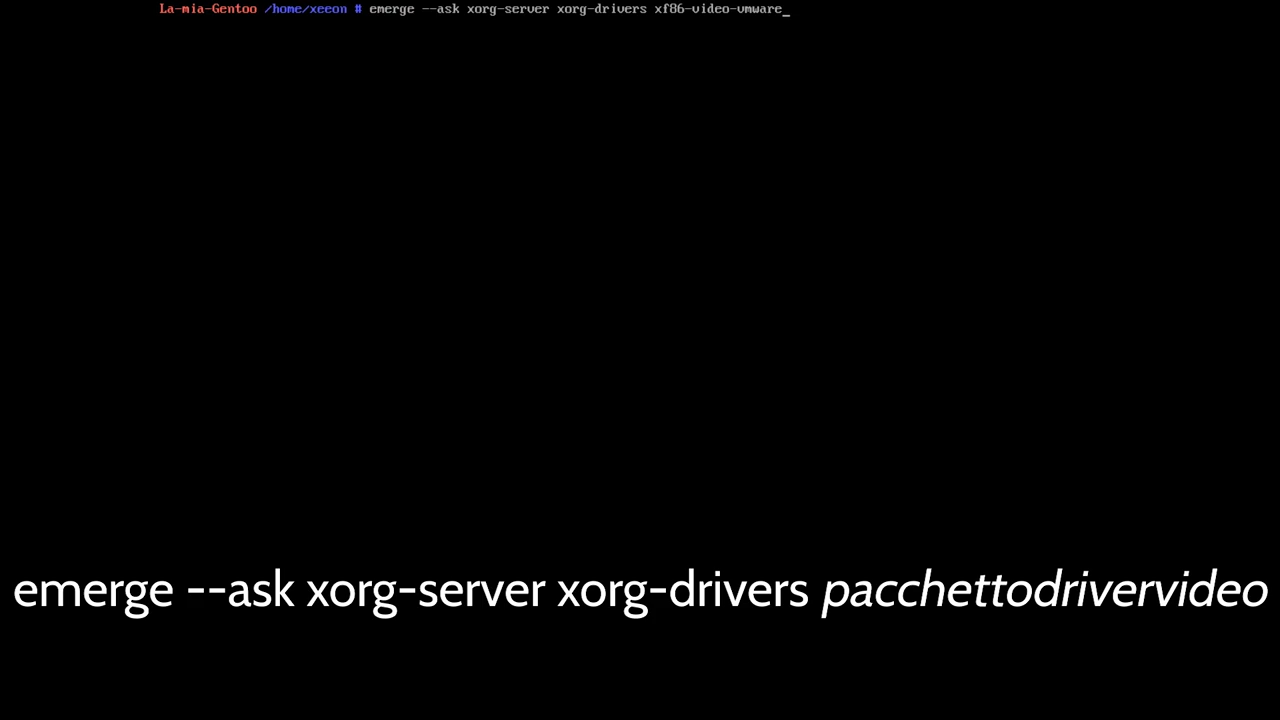 La-mia-Gentoo /home/xeeon # emerge --ask xorg-server xorg-drivers xf86-video-vmware_
emerge --ask xorg-server xorg-drivers pacchettodrivervideo